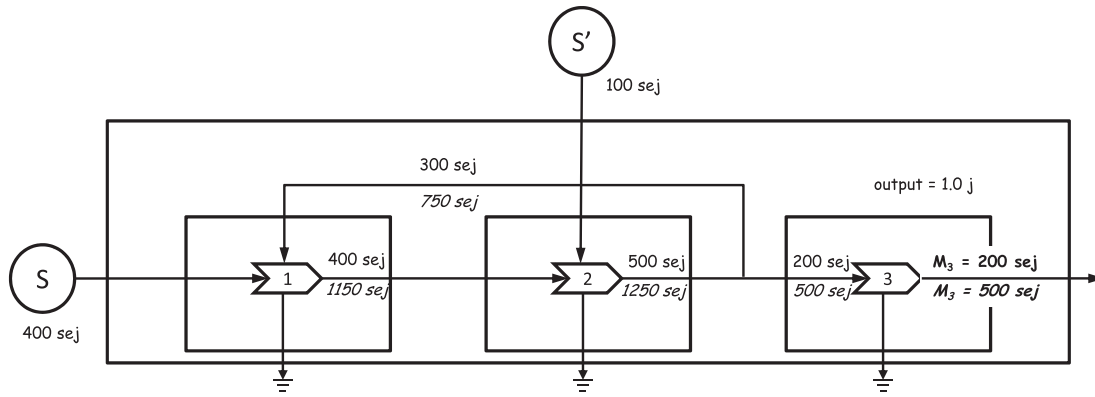 S'
100 sej
300 sej
750 sej
output = 1.0 j
S
400 sej
1
400 sej
1150 sej
2
500 sej
1250 sej
200 sej
500 sej
3
M₃ = 200 sej
M₃ = 500 sej